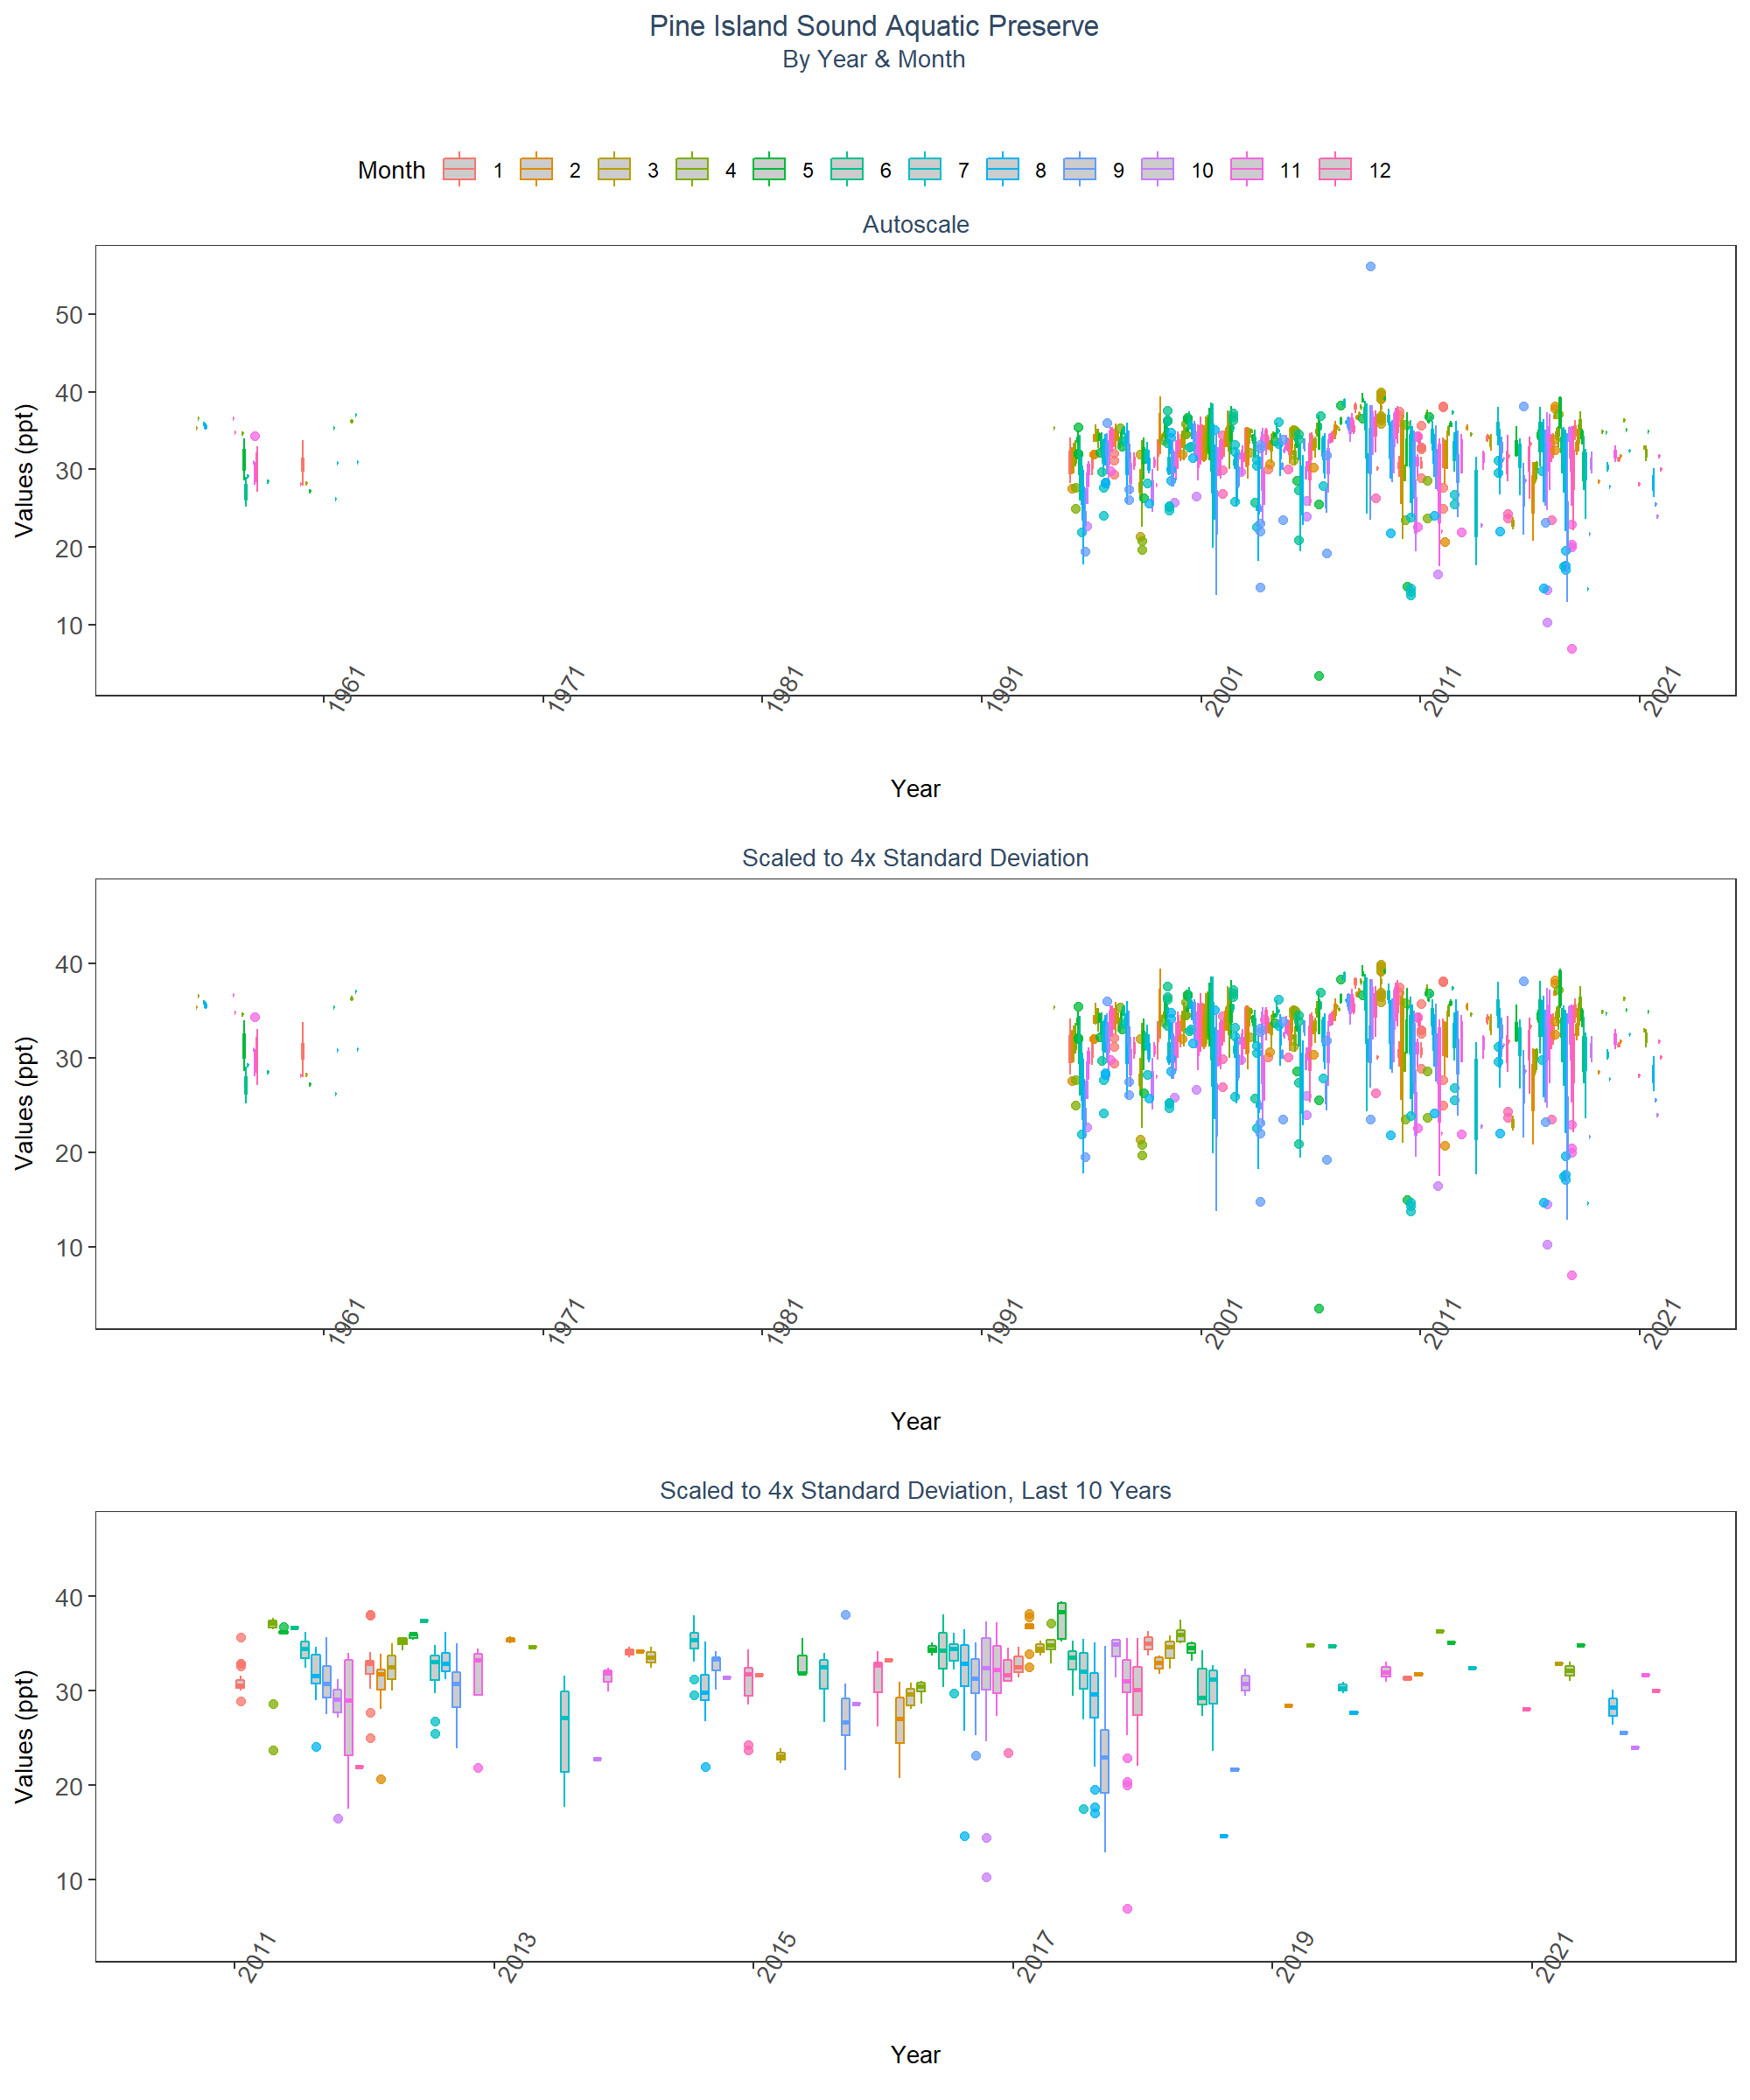 Pine Island Sound Aquatic Preserve
By Year & Month
Month 1 2 3 4 5 6 7 8 9 10 11 12
Autoscale
Values (ppt)
50
40
30
20
10
1961 1971 1981 1991 2001 2011 2021
Year
Scaled to 4x Standard Deviation
Values (ppt)
40
30
20
10
1961 1971 1981 1991 2001 2011 2021
Year
Scaled to 4x Standard Deviation, Last 10 Years
Values (ppt)
40
30
20
10
2011 2013 2015 2017 2019 2021
Year